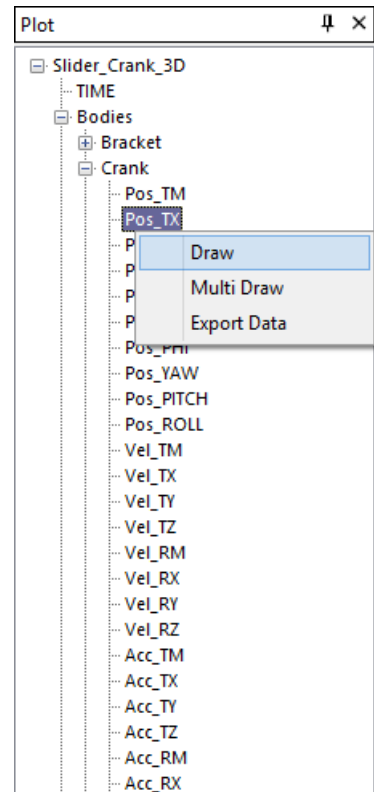 Plot
Slider_Crank_3D
TIME
Bodies
Bracket
Crank
Pos_TM
Pos_TX
P
Draw
P
Multi Draw
P
P
Export Data
Pos_PHI
Pos_YAW
Pos_PITCH
Pos_ROLL
Vel_TM
Vel_TX
Vel_TY
Vel_TZ
Vel_RM
Vel_RX
Vel_RY
Vel_RZ
Acc_TM
Acc_TX
Acc_TY
Acc_TZ
Acc_RM
Acc_RX